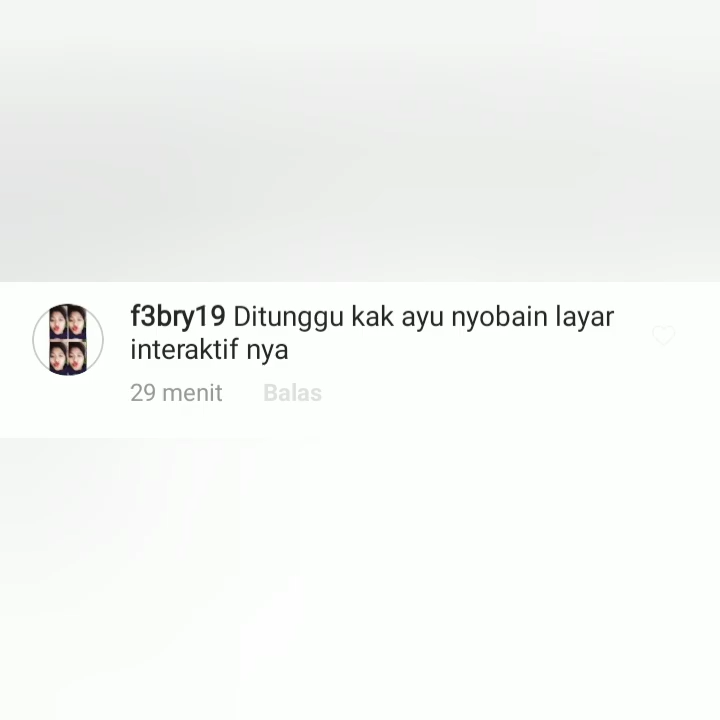 f3bry19 Ditunggu kak ayu nyobain layar
interaktif nya
29 menit Balas